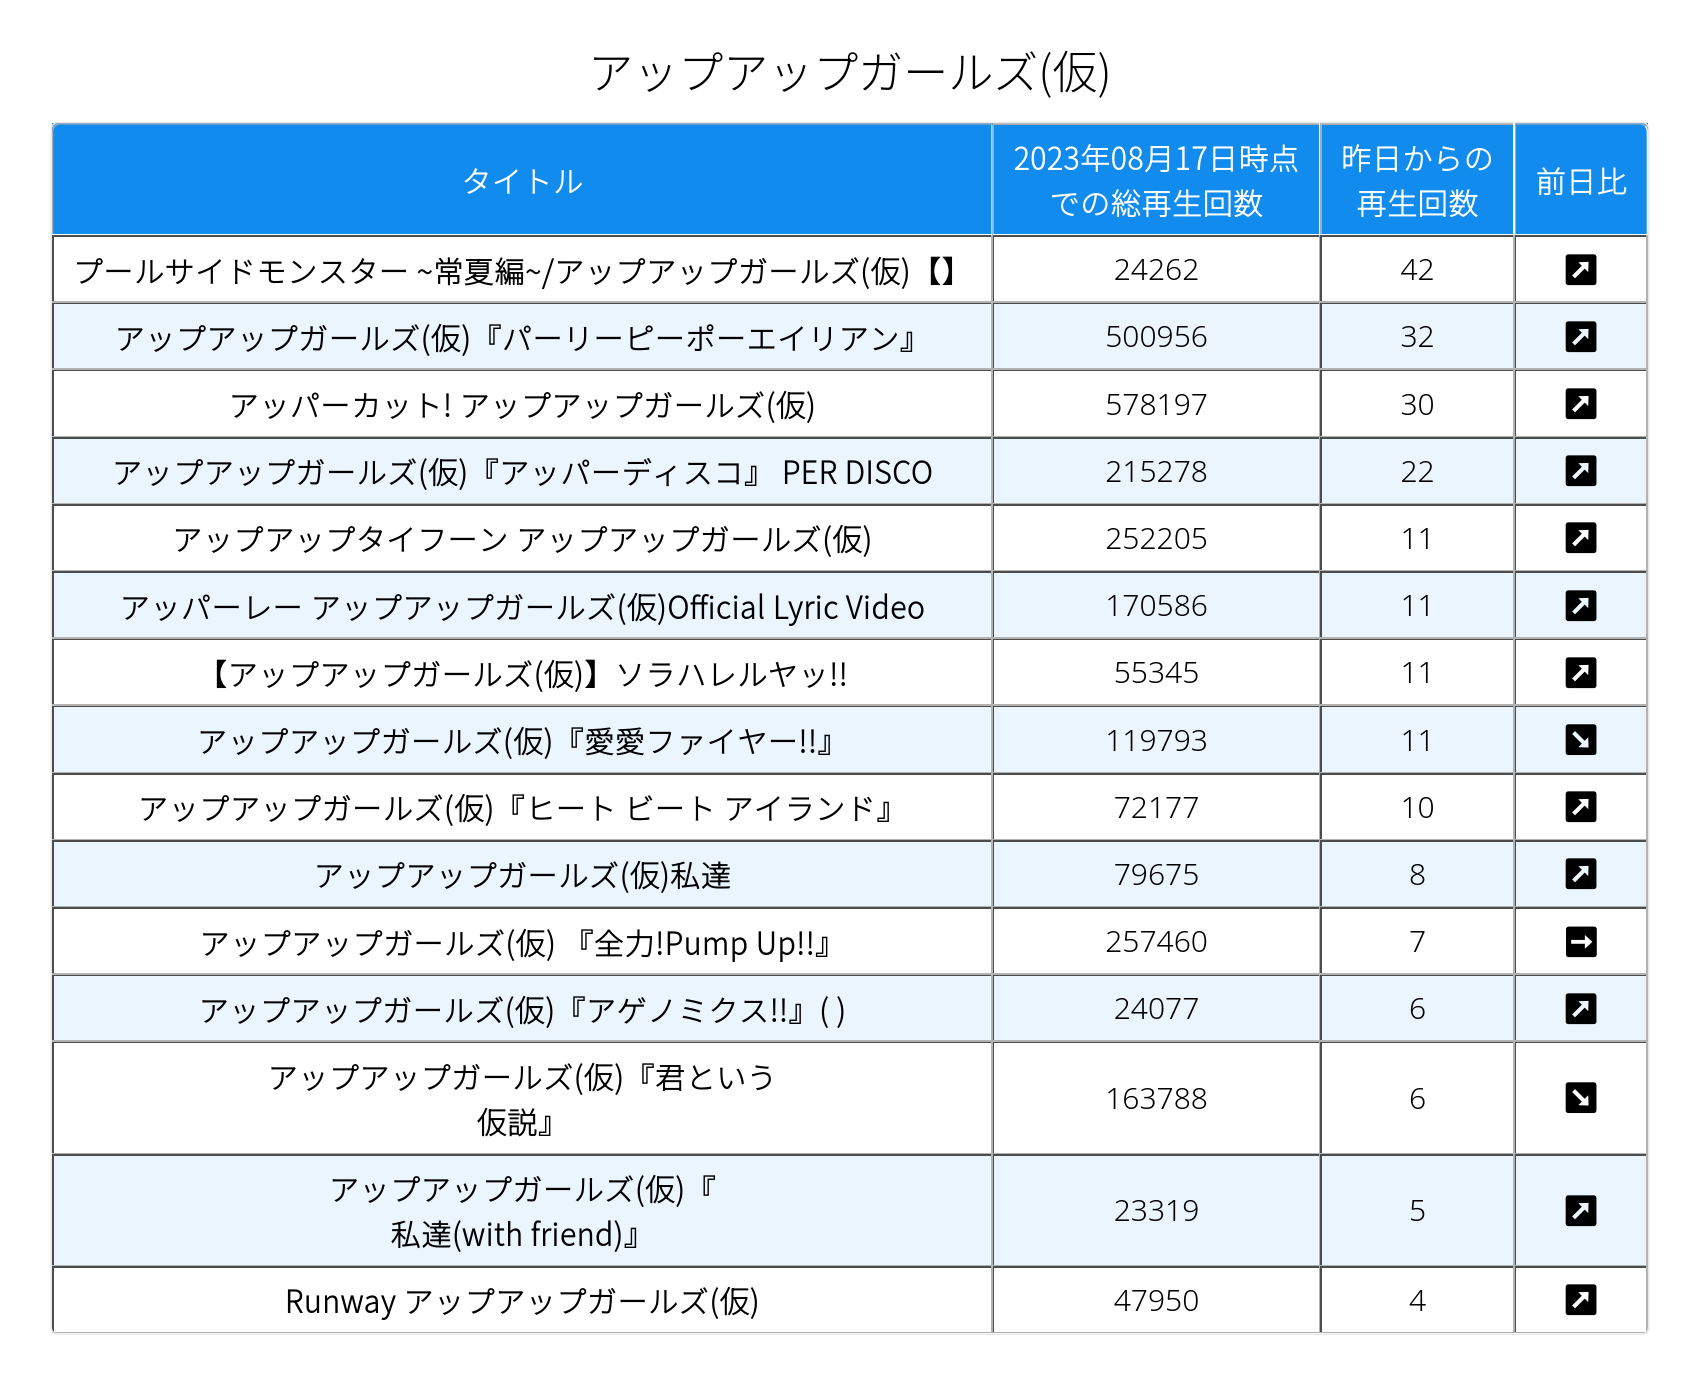 アップアップガールズ(仮)
タイトル
2023年08月17日時点
での総再生回数
昨日からの
再生回数
前日比
プールサイドモンスター ~常夏編~/アップアップガールズ(仮)【】 24262 42
アップアップガールズ(仮)『パーリーピーポーエイリアン』 500956 32
アッパーカット! アップアップガールズ(仮) 578197 30
アップアップガールズ(仮)『アッパーディスコ』 PER DISCO 215278 22
アップアップタイフーン アップアップガールズ(仮) 252205 11
アッパーレー アップアップガールズ(仮)Official Lyric Video 170586 11
【アップアップガールズ(仮)】ソラハレルヤッ!! 55345 11
アップアップガールズ(仮)『愛愛ファイヤー!!』 119793 11
アップアップガールズ(仮)『ヒート ビート アイランド』 72177 10
アップアップガールズ(仮)私達 79675 8
アップアップガールズ(仮) 『全力!Pump Up!!』 257460 7
アップアップガールズ(仮)『アゲノミクス!!』( ) 24077 6
アップアップガールズ(仮)『君という
仮説』 163788 6
アップアップガールズ(仮)『
私達(with friend)』 23319 5
Runway アップアップガールズ(仮) 47950 4